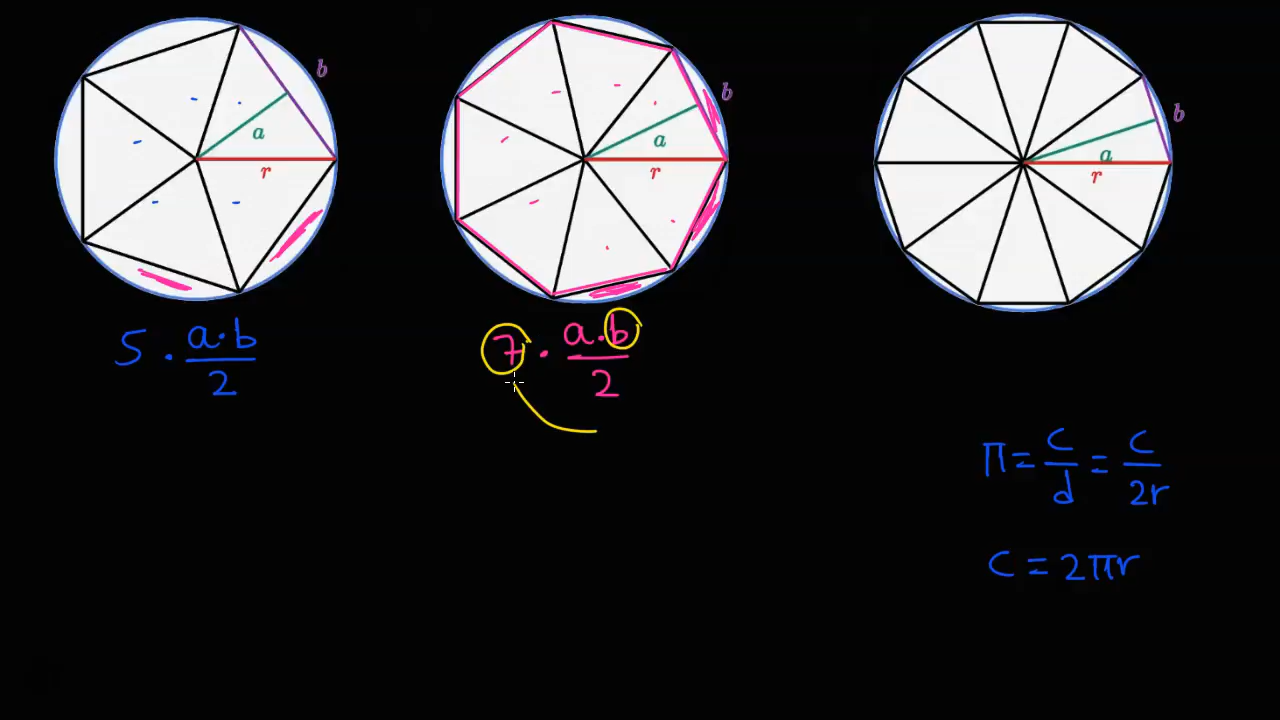 b
a
r
b
a
r
b
a
r
5 · a·b/2
7 · a·b/2
π = c/d = c/2r
c = 2πr